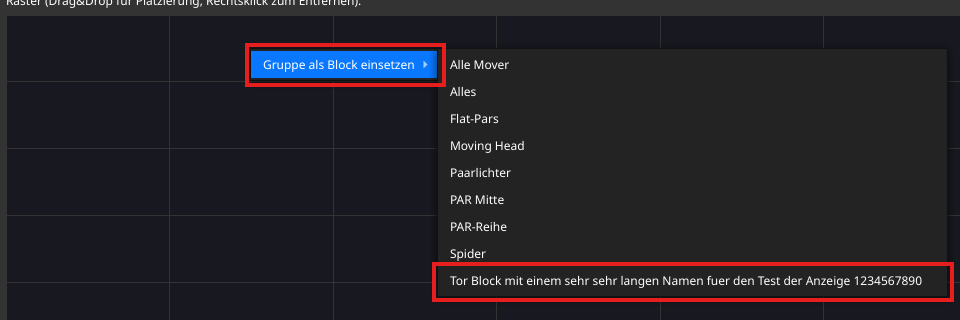 Raster (Drag&Drop für Platzierung, Rechtsklick zum Entfernen):
Gruppe als Block einsetzen
Alle Mover
Alles
Flat-Pars
Moving Head
Paarlichter
PAR Mitte
PAR-Reihe
Spider
Tor Block mit einem sehr sehr langen Namen fuer den Test der Anzeige 1234567890